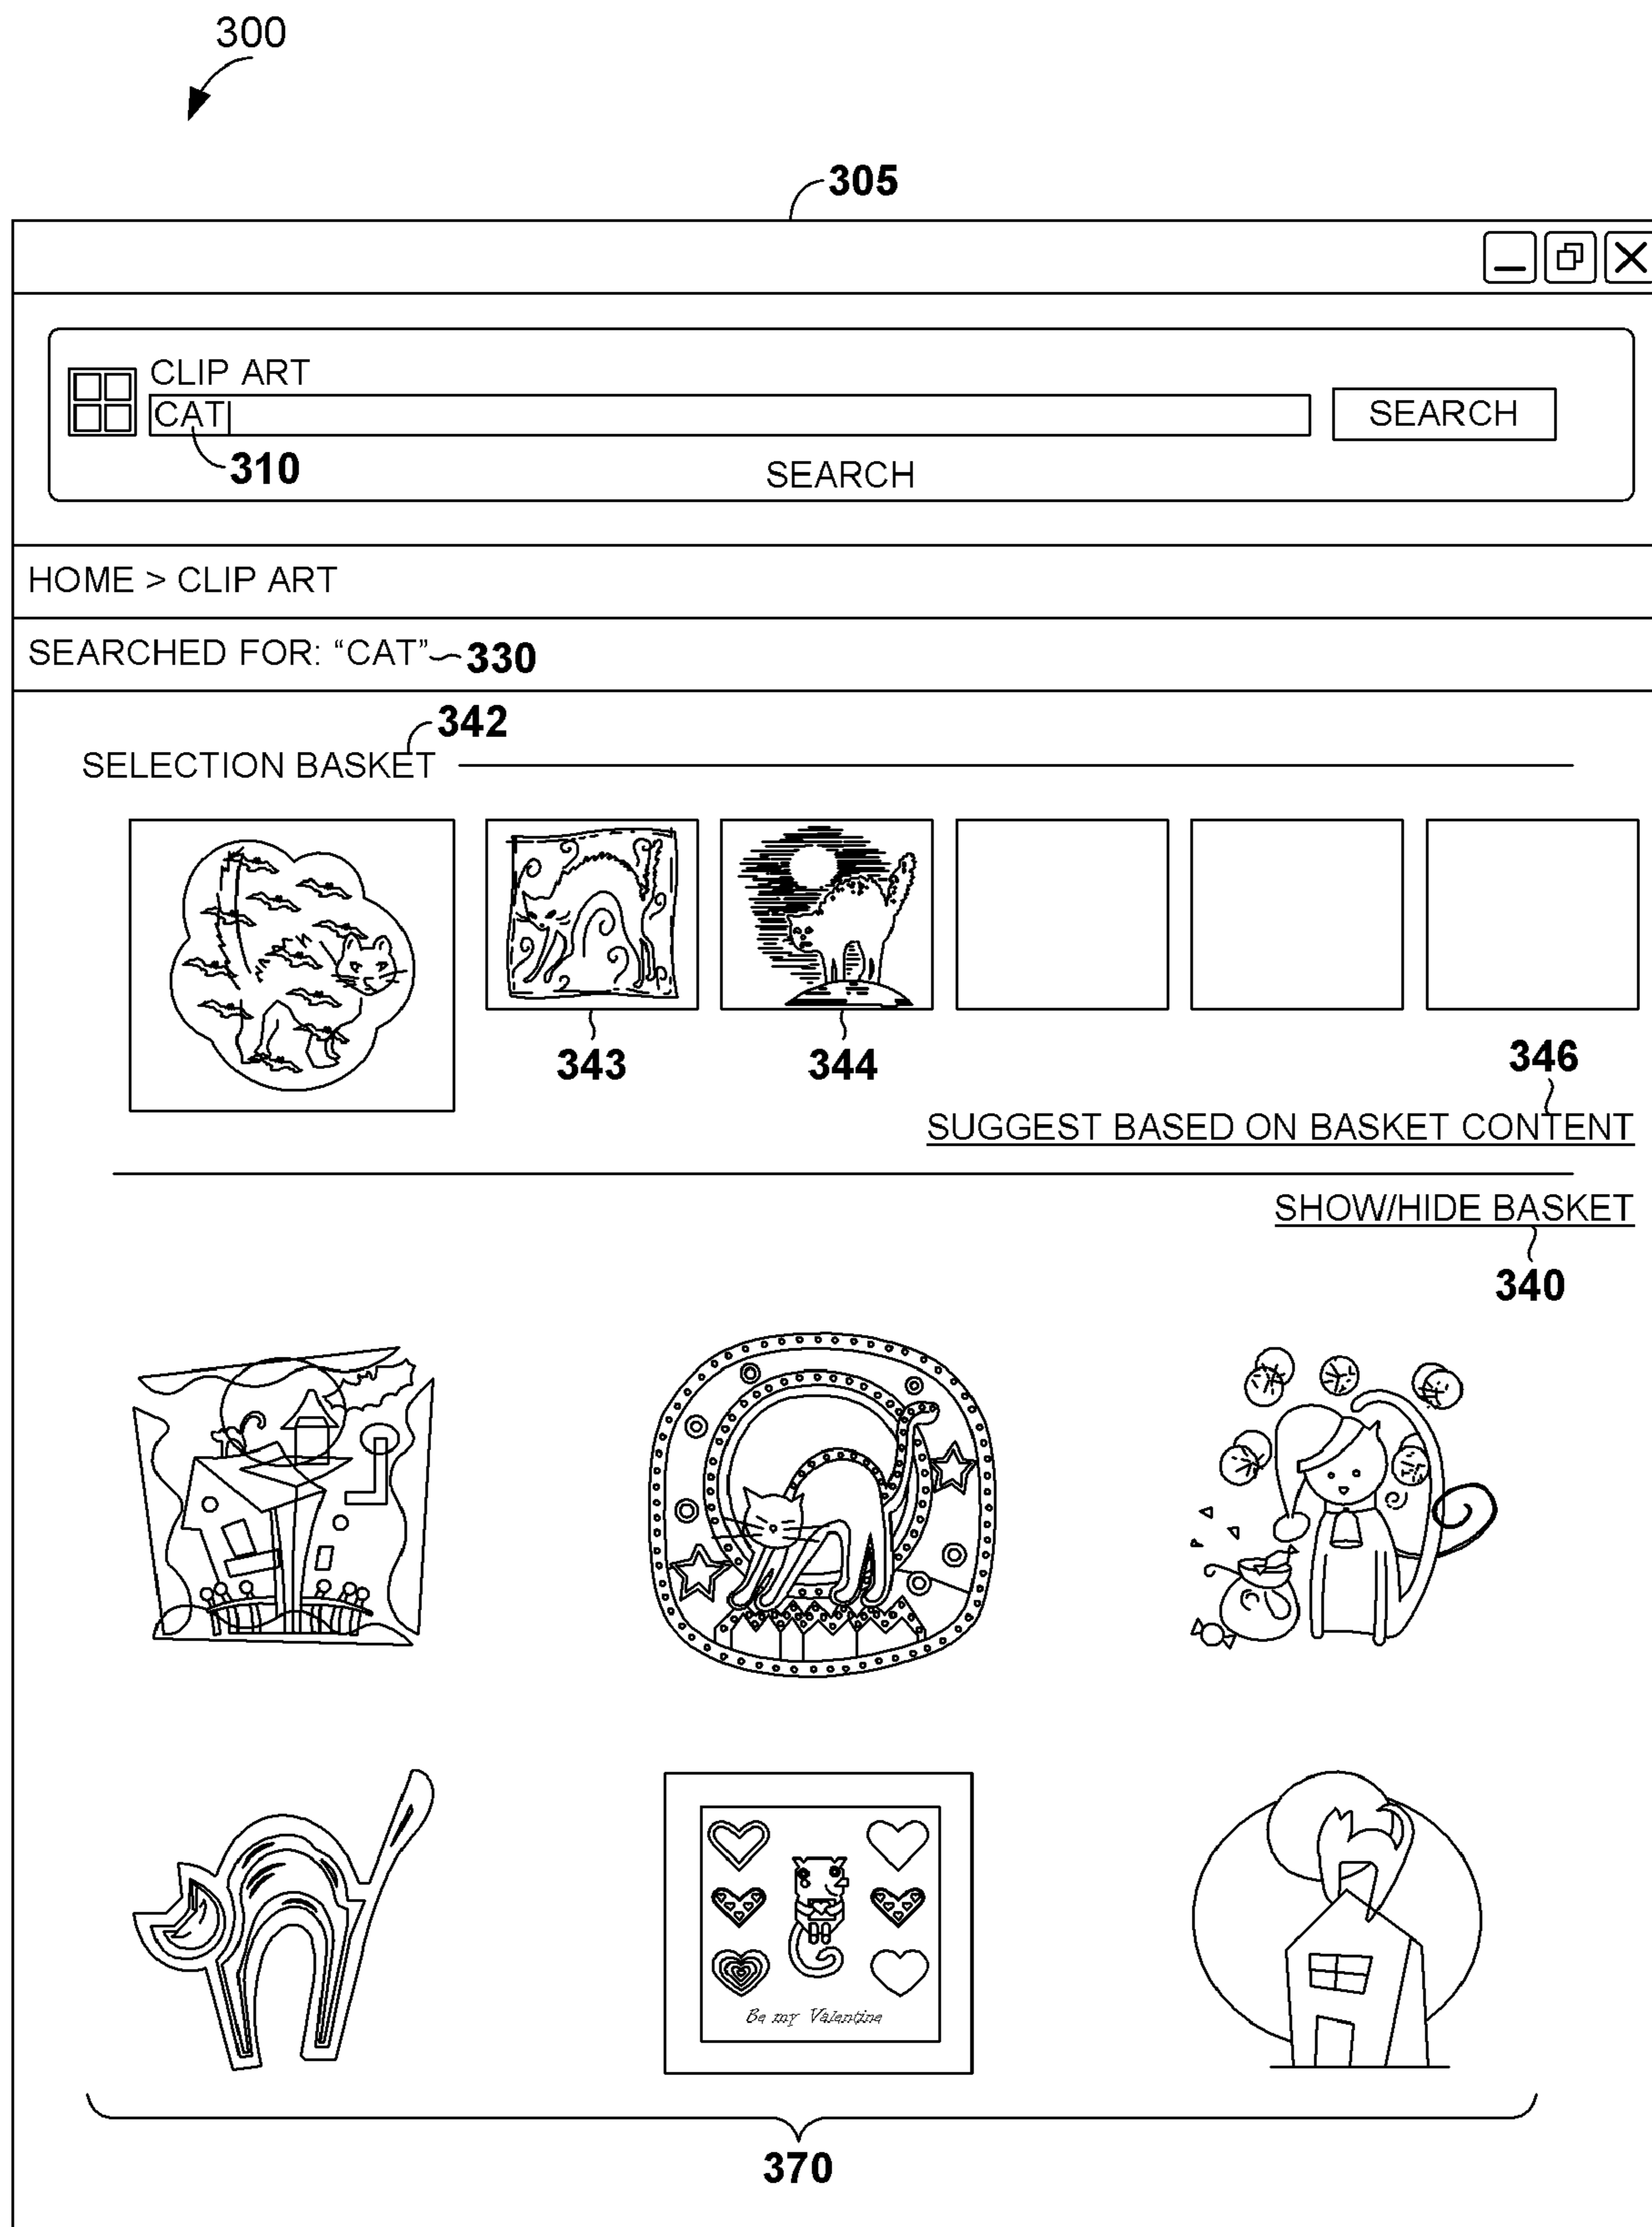 300
305
CLIP ART
CAT
SEARCH
310
SEARCH
HOME > CLIP ART
SEARCHED FOR: “CAT” 330
342
SELECTION BASKET
343
344
346
SUGGEST BASED ON BASKET CONTENT
SHOW/HIDE BASKET
340
Be my Valentine
370